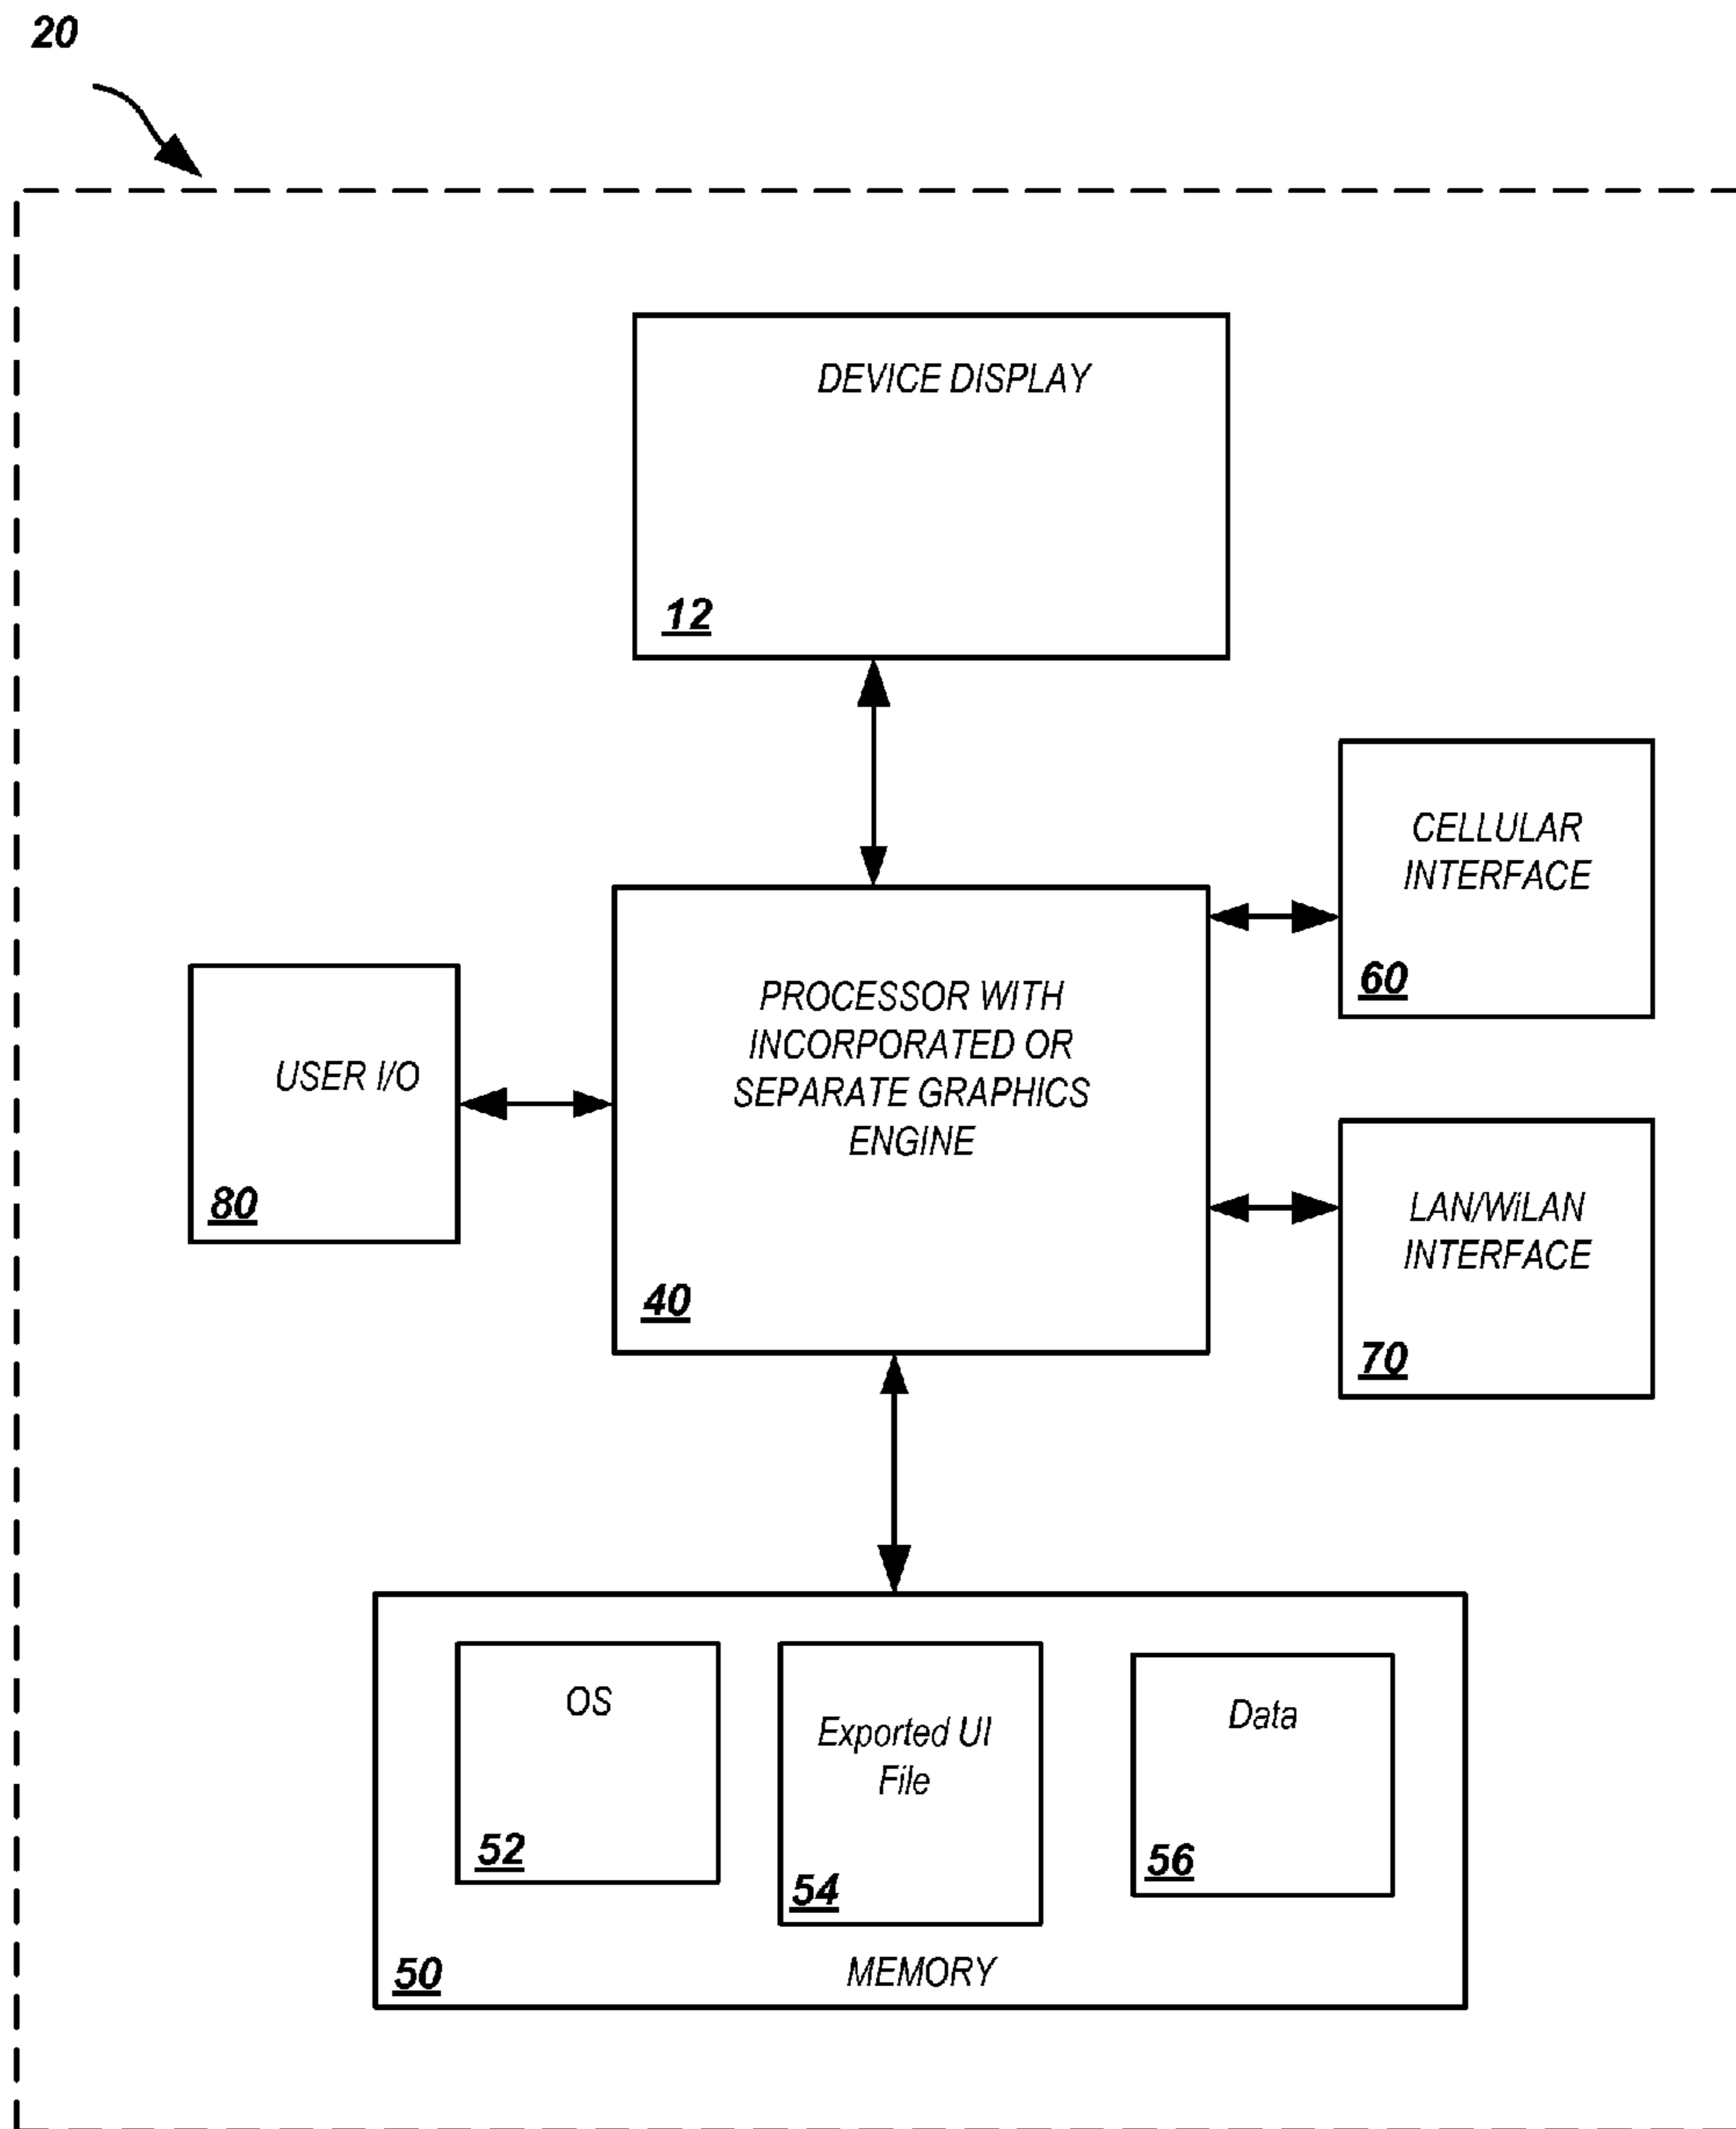 20
DEVICE DISPLAY
12
CELLULAR
INTERFACE
60
PROCESSOR WITH
INCORPORATED OR
SEPARATE GRAPHICS
ENGINE
40
USER I/O
80
LAN/WiLAN
INTERFACE
70
OS
52
Exported UI
File
54
Data
56
MEMORY
50